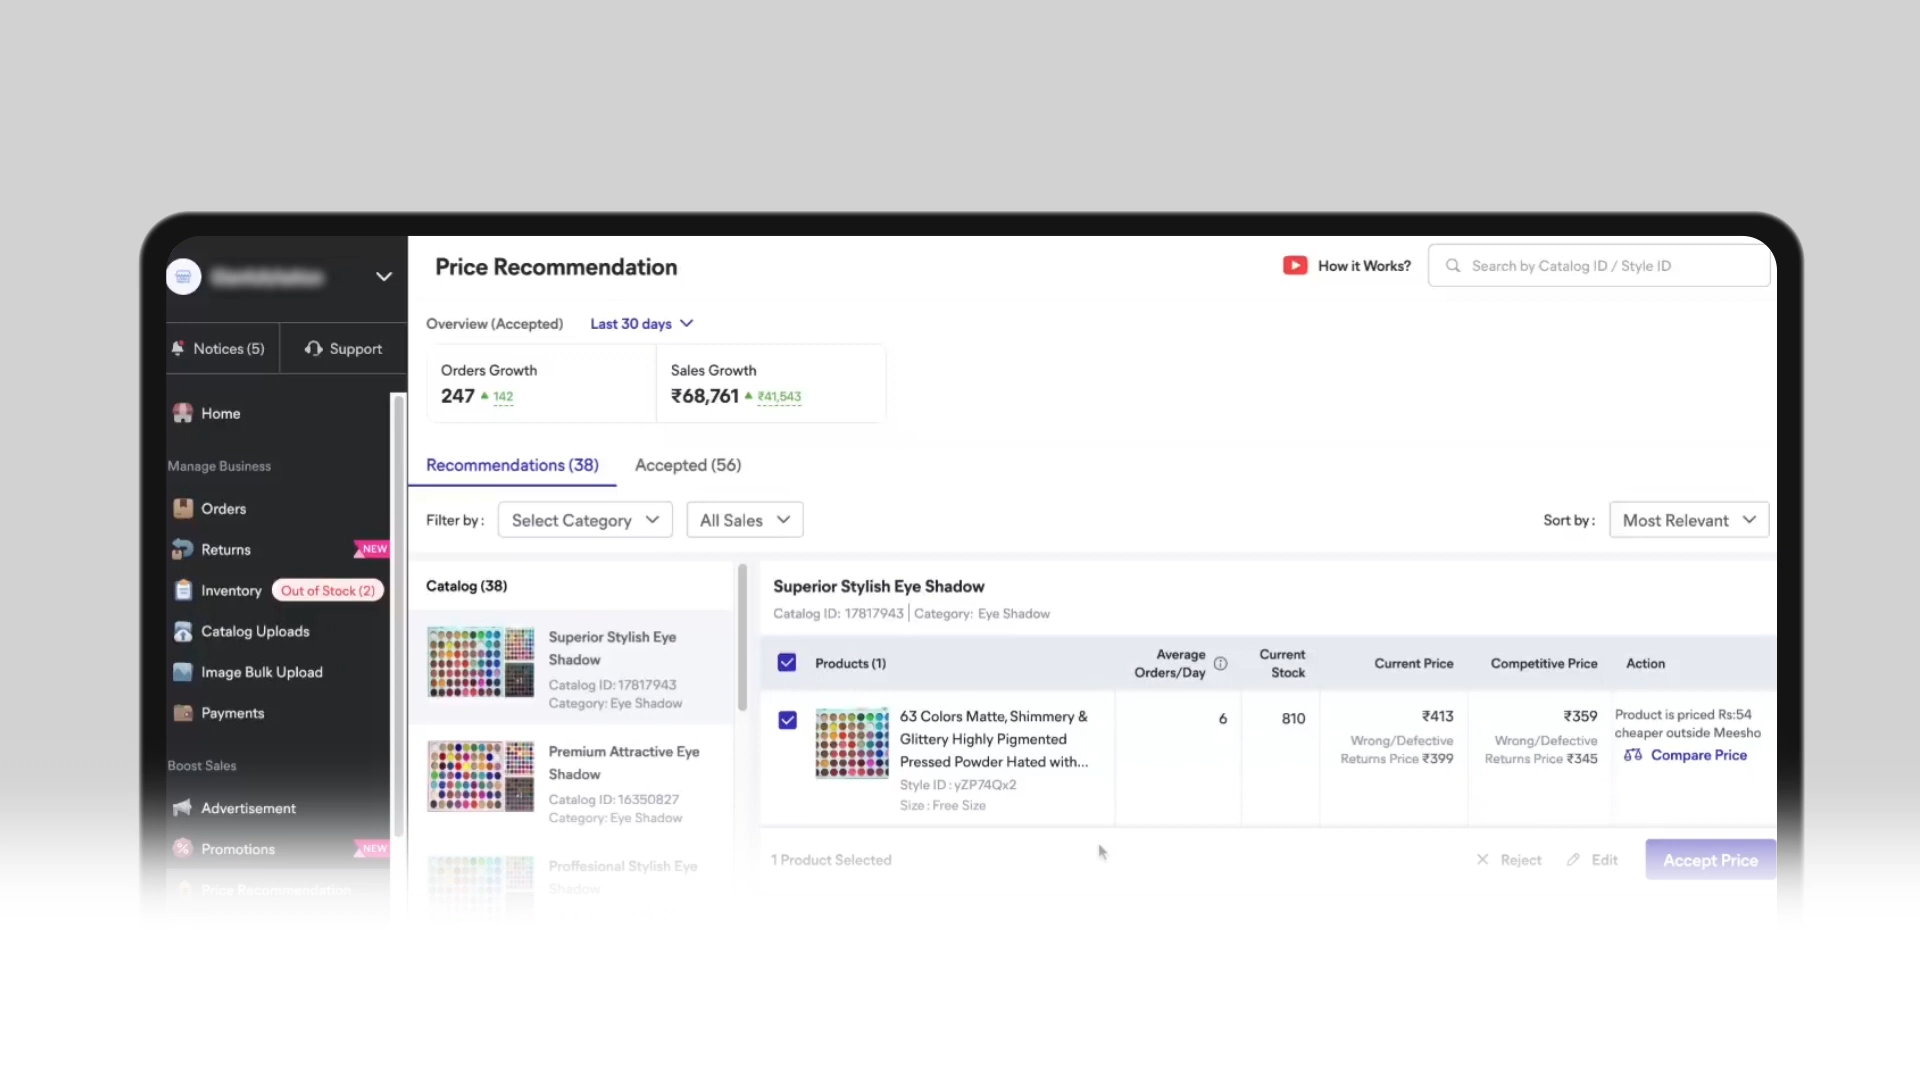 Notices (5)
Support
Home
Manage Business
Orders
Returns
NEW
Inventory
Out of Stock (2)
Catalog Uploads
Image Bulk Upload
Payments
Boost Sales
Advertisement
Promotions
NEW
Price Recommendation
Price Recommendation
How it Works?
Search by Catalog ID / Style ID
Overview (Accepted)
Last 30 days
Orders Growth
247 142
Sales Growth
₹68,761 ₹41,543
Recommendations (38)
Accepted (56)
Filter by :
Select Category
All Sales
Sort by :
Most Relevant
Catalog (38)
Superior Stylish Eye
Shadow
Catalog ID: 17817943
Category: Eye Shadow
Premium Attractive Eye
Shadow
Catalog ID: 16350827
Category: Eye Shadow
Proffesional Stylish Eye
Shadow
Superior Stylish Eye Shadow
Catalog ID: 17817943 | Category: Eye Shadow
Products (1)
Average
Orders/Day
Current
Stock
Current Price
Competitive Price
Action
63 Colors Matte, Shimmery &
Glittery Highly Pigmented
Pressed Powder Hated with...
Style ID : yZP74Qx2
Size : Free Size
6
810
₹413
Wrong/Defective
Returns Price ₹399
₹359
Wrong/Defective
Returns Price ₹345
Product is priced Rs:54
cheaper outside Meesho
Compare Price
1 Product Selected
Reject
Edit
Accept Price